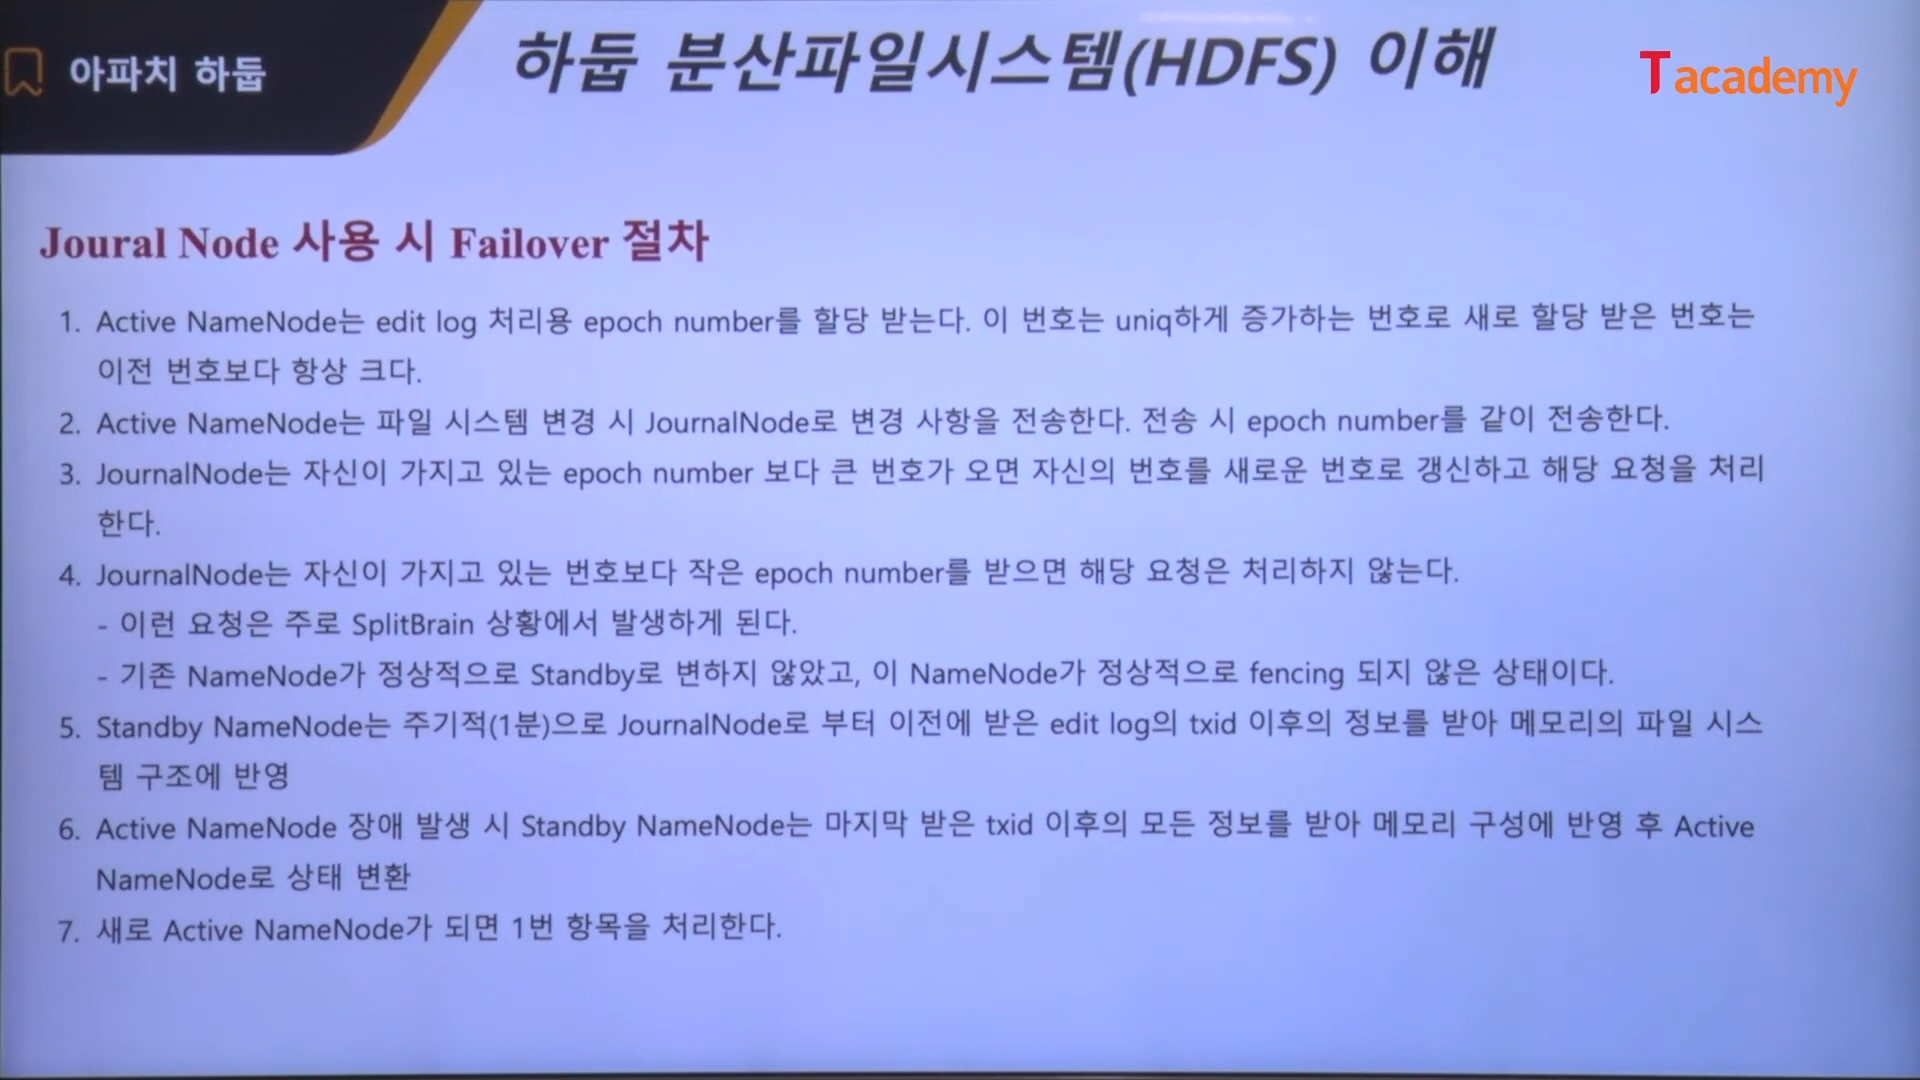 아파치 하둡
하둡 분산파일시스템(HDFS) 이해
Tacademy
Joural Node 사용 시 Failover 절차
1. Active NameNode는 edit log 처리용 epoch number를 할당 받는다. 이 번호는 uniq하게 증가하는 번호로 새로 할당 받은 번호는
이전 번호보다 항상 크다.
2. Active NameNode는 파일 시스템 변경 시 JournalNode로 변경 사항을 전송한다. 전송 시 epoch number를 같이 전송한다.
3. JournalNode는 자신이 가지고 있는 epoch number 보다 큰 번호가 오면 자신의 번호를 새로운 번호로 갱신하고 해당 요청을 처리
한다.
4. JournalNode는 자신이 가지고 있는 번호보다 작은 epoch number를 받으면 해당 요청은 처리하지 않는다.
- 이런 요청은 주로 SplitBrain 상황에서 발생하게 된다.
- 기존 NameNode가 정상적으로 Standby로 변하지 않았고, 이 NameNode가 정상적으로 fencing 되지 않은 상태이다.
5. Standby NameNode는 주기적(1분)으로 JournalNode로 부터 이전에 받은 edit log의 txid 이후의 정보를 받아 메모리의 파일 시스
템 구조에 반영
6. Active NameNode 장애 발생 시 Standby NameNode는 마지막 받은 txid 이후의 모든 정보를 받아 메모리 구성에 반영 후 Active
NameNode로 상태 변환
7. 새로 Active NameNode가 되면 1번 항목을 처리한다.